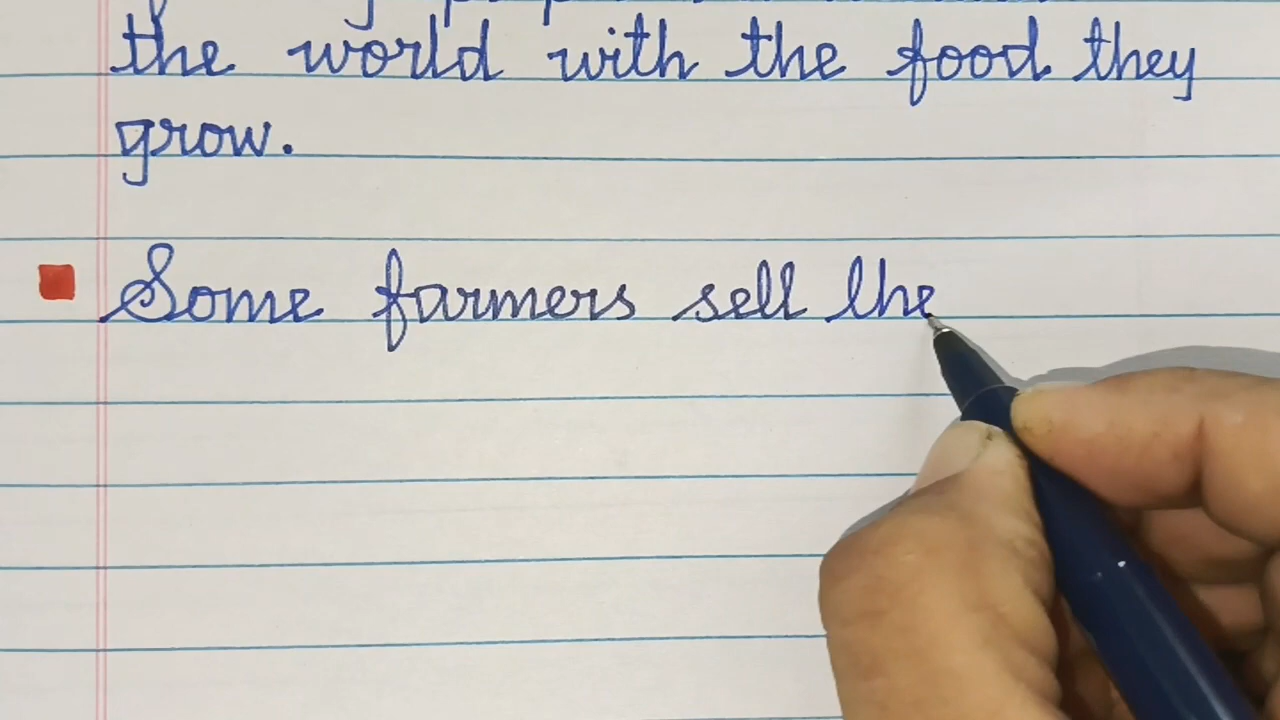 the world with the food they
grow.
Some farmers sell the